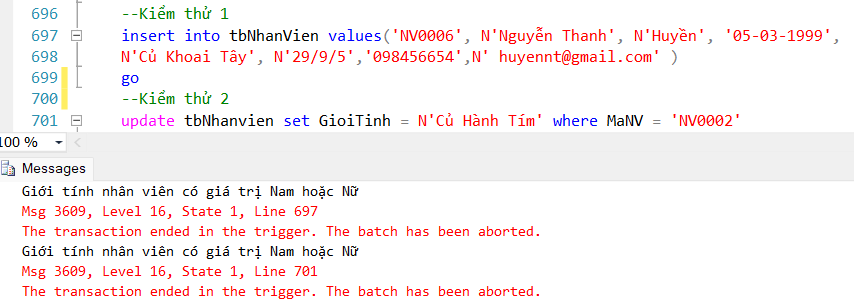 696 --Kiểm thử 1
697 insert into tbNhanVien values('NV0006', N'Nguyễn Thanh', N'Huyền', '05-03-1999',
698 N'Củ Khoai Tây', N'29/9/5','098456654',N' huyennt@gmail.com' )
699 go
700 --Kiểm thử 2
701 update tbNhanvien set GioiTinh = N'Củ Hành Tím' where MaNV = 'NV0002'
100 %
Messages
Giới tính nhân viên có giá trị Nam hoặc Nữ
Msg 3609, Level 16, State 1, Line 697
The transaction ended in the trigger. The batch has been aborted.
Giới tính nhân viên có giá trị Nam hoặc Nữ
Msg 3609, Level 16, State 1, Line 701
The transaction ended in the trigger. The batch has been aborted.